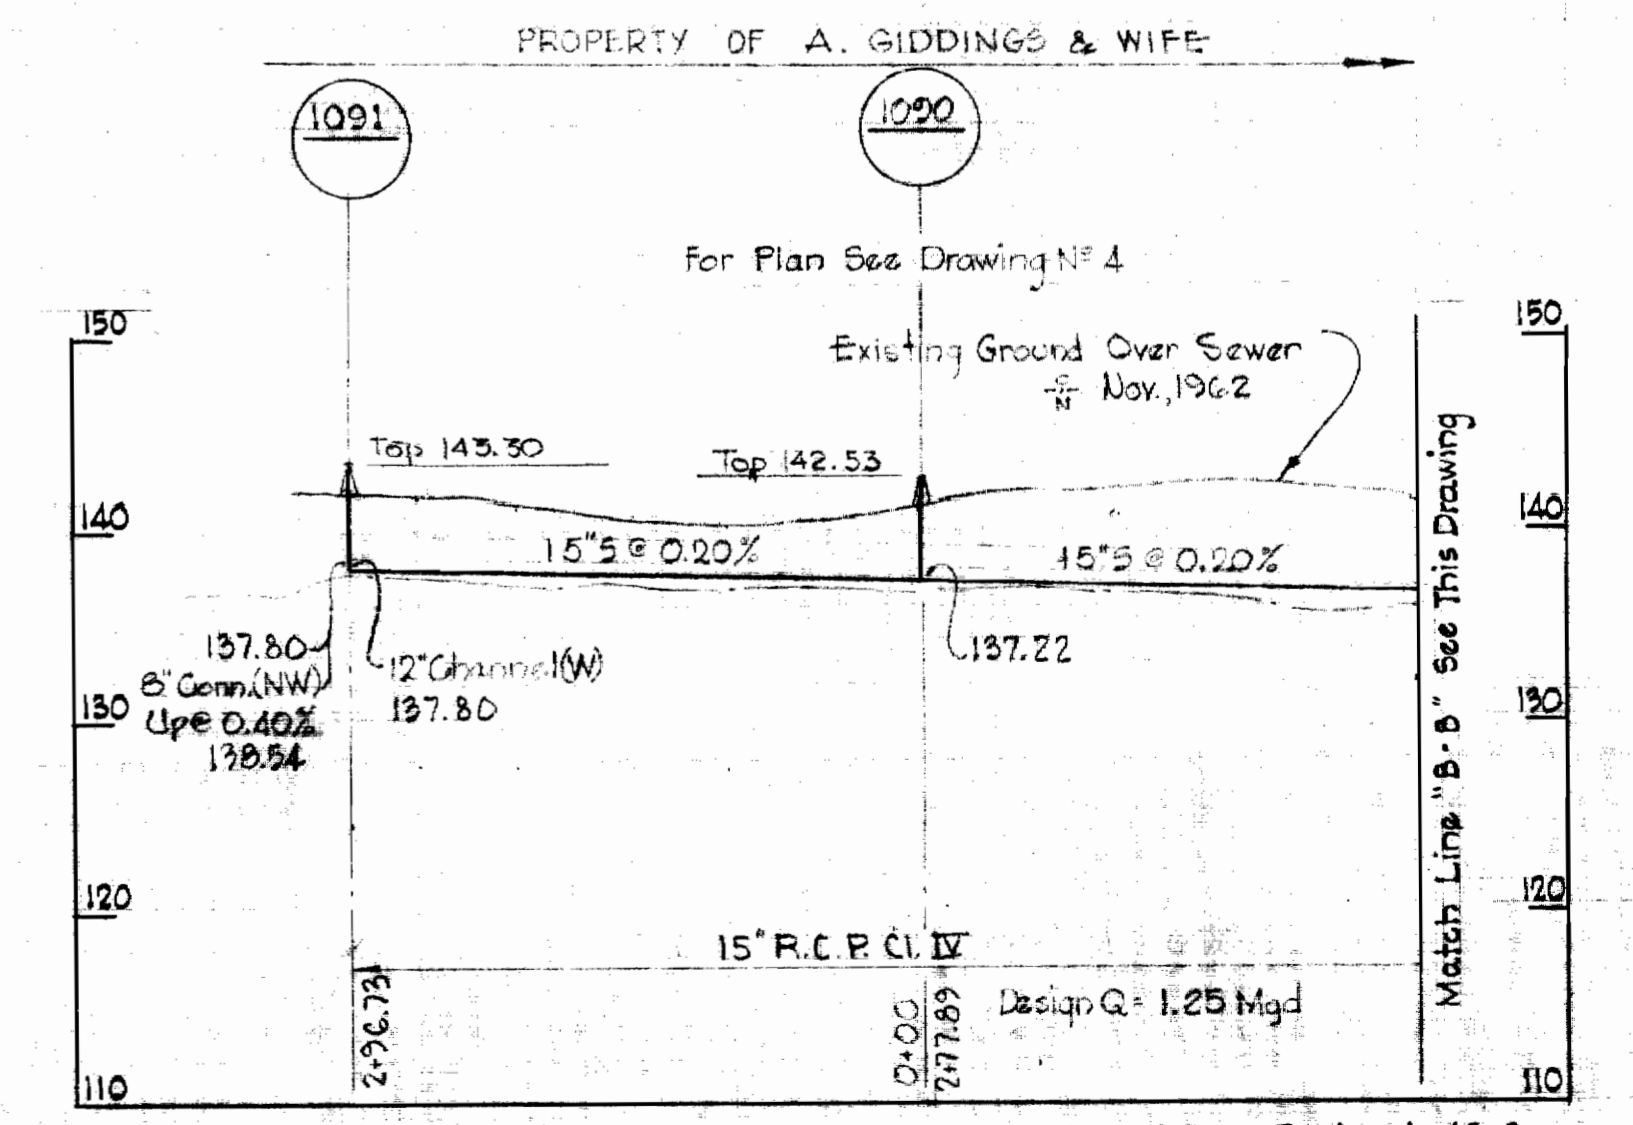 PROPERTY OF A. GIDDINGS & WIFE
1091
1090
For Plan See Drawing Nº 4
150
150
Existing Ground Over Sewer
Nov., 1962
Top 143.30
Top 142.53
140
140
15"S @ 0.20%
15"S @ 0.20%
137.80
8" Conn.(NW)
Up@ 0.40%
138.54
12" Channel(W)
137.80
137.22
130
130
120
120
15" R.C.P. Cl. IV
Design Q = 1.25 Mgd
2+96.73
0+00
2+77.89
110
110
Match Line "B-B" See This Drawing